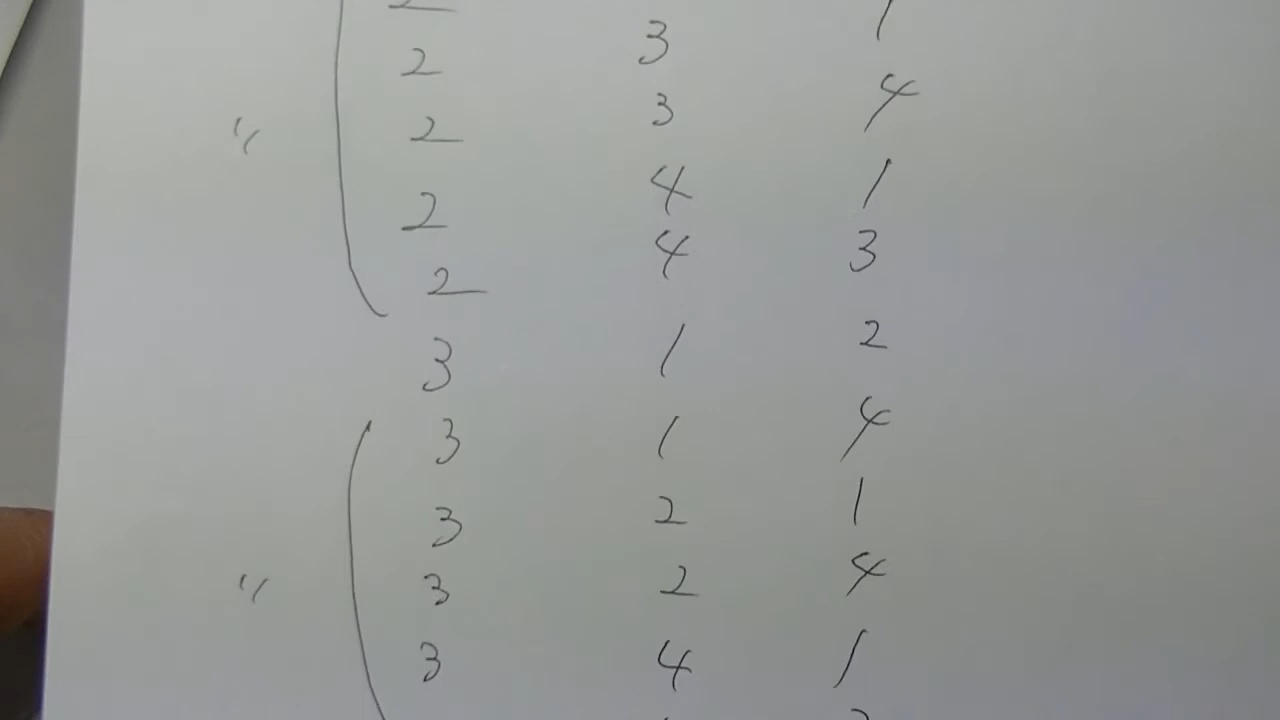 2 3 1
〃 2 3 4
2 4 1
2 4 3
3 1 2
3 1 4
3 2 1
〃 3 2 4
3 4 1